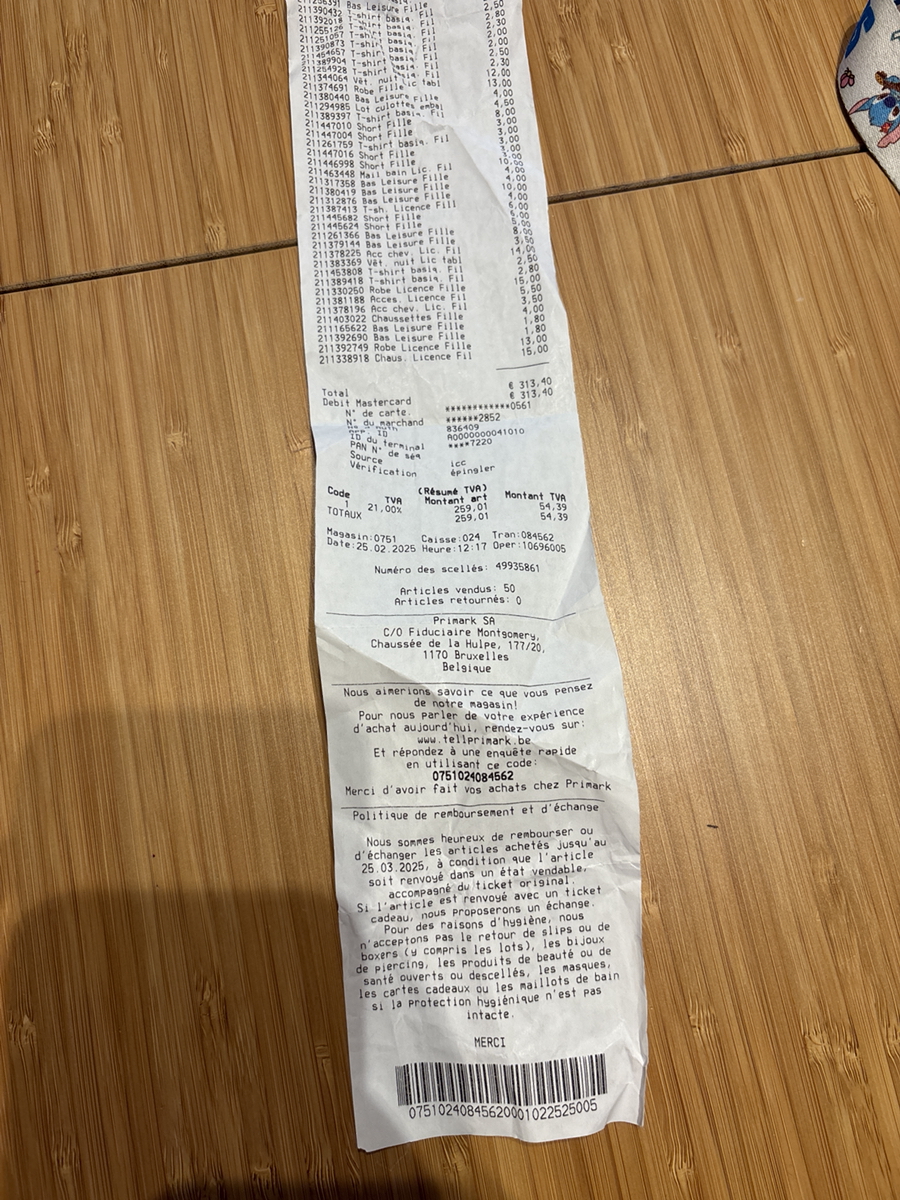 Bas Leisure Fille 2,50
211390432 T-shirt basiq. Fil 2,80
211392018 T-shirt basiq. Fil 2,30
211255126 T-shirt basiq. Fil 2,00
211251057 T-shirt basiq. Fil 2,00
211390873 T-shirt basiq. Fil 2,50
T-shirt basiq. Fil 2,30
211389904 T-shirt basiq. Fil
211254928 Vêt. nuit Lic tabl 12,00
211344064 Robe Fille 13,00
211374691 Bas Leisure Fille 4,00
211380440 Lot culottes embal 4,50
211294985 T-shirt basiq. Fil 8,00
211389397 Short Fille 3,00
211447010 Short Fille 3,00
211447004 T-shirt basiq. Fil 3,00
211261759 Short Fille 3,00
211447016 Short Fille
211446998 Mail bain Lic. Fil 10,00
211463448 Bas Leisure Fille 4,00
211317358 Bas Leisure Fille 4,00
211380419 Bas Leisure Fille 10,00
211312876 T-sh. Licence Fill 4,00
211387413 Short Fille 6,00
211445682 Short Fille 6,00
211445624 Bas Leisure Fille 5,00
211261366 Bas Leisure Fille 8,00
211379144 Acc chev. Lic. Fil 3,50
211378225 Vêt. nuit Lic tabl 14,00
211383369 T-shirt basiq. Fil 2,50
211453808 T-shirt basiq. Fil 2,80
211389418 Robe Licence Fille 15,00
211330250 Acces. Licence Fil 5,50
211381188 Acc chev. Lic. Fil 3,50
211378196 Chaussettes Fille 4,00
211403022 Bas Leisure Fille 1,80
211165622 Bas Leisure Fille 1,80
211392690 Robe Licence Fille 13,00
211392749 Chaus. Licence Fil 15,00
211338918
Total € 313,40
Debit Mastercard € 313,40
N° de carte. ************0561
N° du marchand ******2852
836409
ID A0000000041010
ID du terminal ****7220
PAN N° de séq
Source icc
Vérification épingler
(Résumé TVA)
Code TVA Montant art Montant TVA
1 21,00% 259,01 54,39
TOTAUX 259,01 54,39
Magasin:0751 Caisse:024 Tran:084562
Date:25.02.2025 Heure:12:17 Oper:10696005
Numéro des scellés: 49935861
Articles vendus: 50
Articles retournés: 0
Primark SA
C/O Fiduciaire Montgomery,
Chaussée de la Hulpe, 177/20,
1170 Bruxelles
Belgique
Nous aimerions savoir ce que vous pensez
de notre magasin!
Pour nous parler de votre expérience
d'achat aujourd'hui, rendez-vous sur:
www.tellprimark.be
Et répondez à une enquête rapide
en utilisant ce code:
0751024084562
Merci d'avoir fait vos achats chez Primark
Politique de remboursement et d'échange
Nous sommes heureux de rembourser ou
d'échanger les articles achetés jusqu'au
25.03.2025, à condition que l'article
soit renvoyé dans un état vendable,
accompagné du ticket original.
Si l'article est renvoyé avec un ticket
cadeau, nous proposerons un échange.
Pour des raisons d'hygiène, nous
n'acceptons pas le retour de slips ou de
boxers (y compris les lots), les bijoux
de piercing, les produits de beauté ou de
santé ouverts ou descellés, les masques,
les cartes cadeaux ou les maillots de bain
si la protection hygiénique n'est pas
intacte.
MERCI
07510240845620001022525005